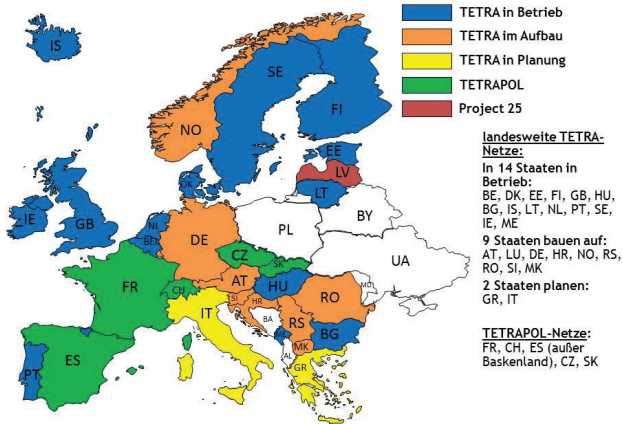 TETRA in Betrieb
TETRA im Aufbau
TETRA in Planung
TETRAPOL
Project 25
landesweite TETRA-
Netze:
In 14 Staaten in
Betrieb:
BE, DK, EE, FI, GB, HU,
BG, IS, LT, NL, PT, SE,
IE, ME
9 Staaten bauen auf:
AT, LU, DE, HR, NO, RS,
RO, SI, MK
2 Staaten planen:
GR, IT
TETRAPOL-Netze:
FR, CH, ES (außer
Baskenland), CZ, SK
IS
SE
FI
NO
EE
LV
LT
DK
IE
GB
NL
BE
DE
PL
BY
UA
CZ
SK
FR
CH
AT
HU
MD
SI
HR
RO
IT
BA
RS
BG
ME
MK
AL
GR
PT
ES